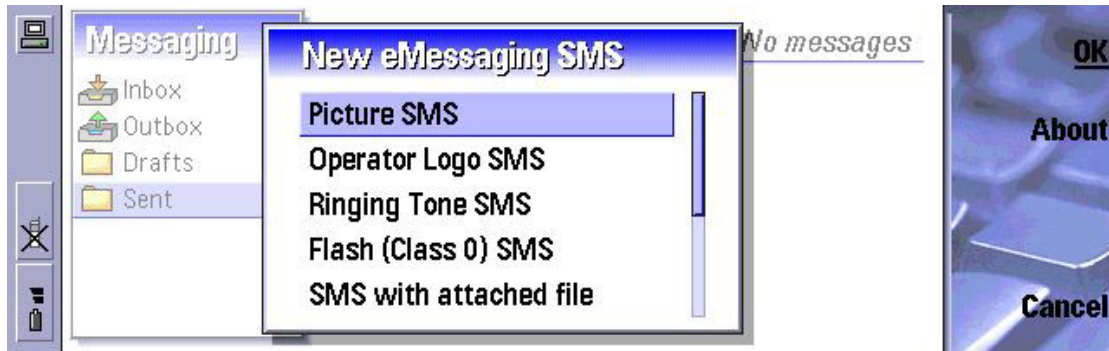 Messaging
Inbox
Outbox
Drafts
Sent
New eMessaging SMS
Picture SMS
Operator Logo SMS
Ringing Tone SMS
Flash (Class 0) SMS
SMS with attached file
No messages
OK
About
Cancel